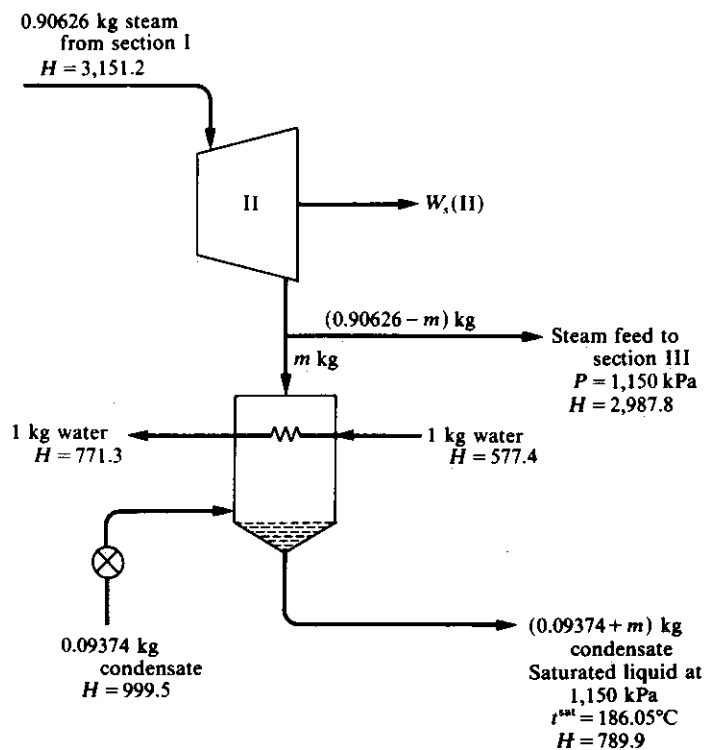 0.90626 kg steam
from section I
H = 3,151.2
II
Wₛ(II)
(0.90626 − m) kg
m kg
Steam feed to
section III
P = 1,150 kPa
H = 2,987.8
1 kg water
H = 771.3
1 kg water
H = 577.4
0.09374 kg
condensate
H = 999.5
(0.09374 + m) kg
condensate
Saturated liquid at
1,150 kPa
tˢᵃᵗ = 186.05°C
H = 789.9